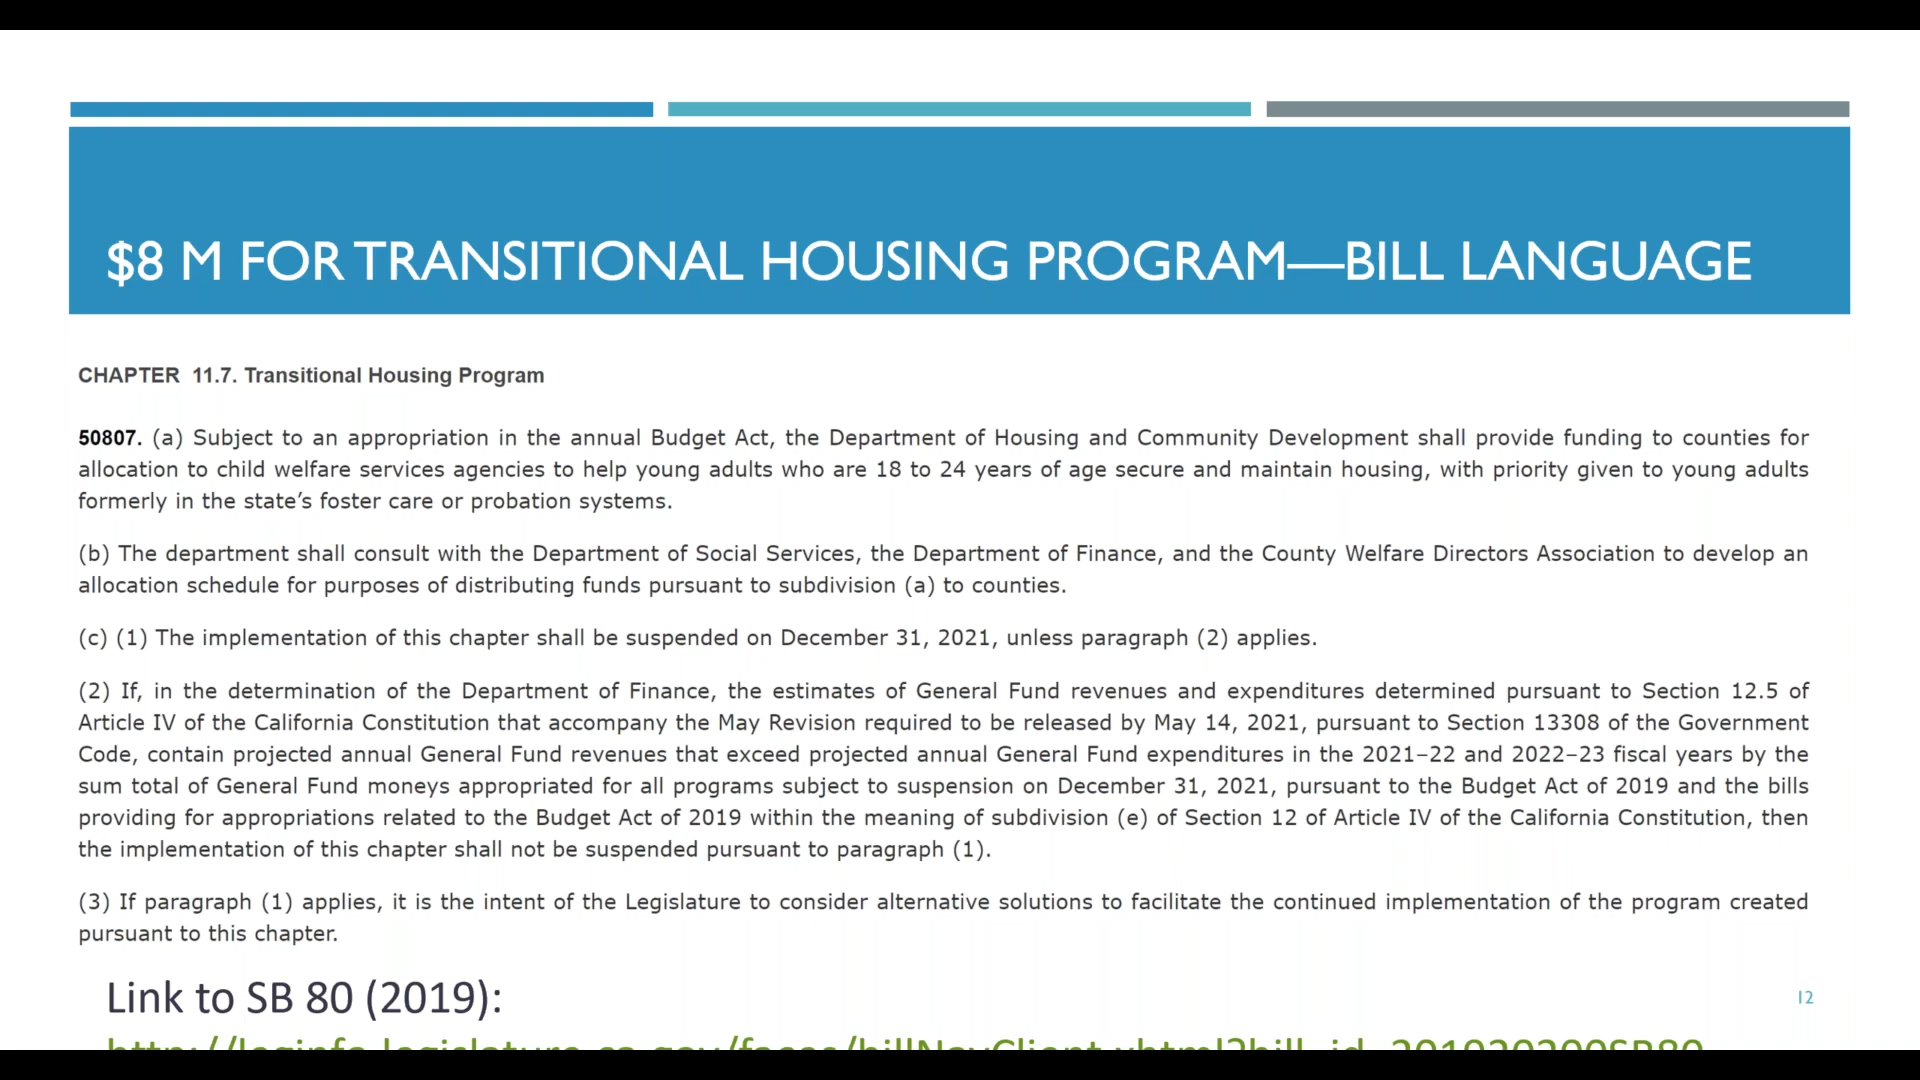 $8 M FOR TRANSITIONAL HOUSING PROGRAM—BILL LANGUAGE
CHAPTER 11.7. Transitional Housing Program
50807. (a) Subject to an appropriation in the annual Budget Act, the Department of Housing and Community Development shall provide funding to counties for
allocation to child welfare services agencies to help young adults who are 18 to 24 years of age secure and maintain housing, with priority given to young adults
formerly in the state’s foster care or probation systems.
(b) The department shall consult with the Department of Social Services, the Department of Finance, and the County Welfare Directors Association to develop an
allocation schedule for purposes of distributing funds pursuant to subdivision (a) to counties.
(c) (1) The implementation of this chapter shall be suspended on December 31, 2021, unless paragraph (2) applies.
(2) If, in the determination of the Department of Finance, the estimates of General Fund revenues and expenditures determined pursuant to Section 12.5 of
Article IV of the California Constitution that accompany the May Revision required to be released by May 14, 2021, pursuant to Section 13308 of the Government
Code, contain projected annual General Fund revenues that exceed projected annual General Fund expenditures in the 2021–22 and 2022–23 fiscal years by the
sum total of General Fund moneys appropriated for all programs subject to suspension on December 31, 2021, pursuant to the Budget Act of 2019 and the bills
providing for appropriations related to the Budget Act of 2019 within the meaning of subdivision (e) of Section 12 of Article IV of the California Constitution, then
the implementation of this chapter shall not be suspended pursuant to paragraph (1).
(3) If paragraph (1) applies, it is the intent of the Legislature to consider alternative solutions to facilitate the continued implementation of the program created
pursuant to this chapter.
Link to SB 80 (2019):
12